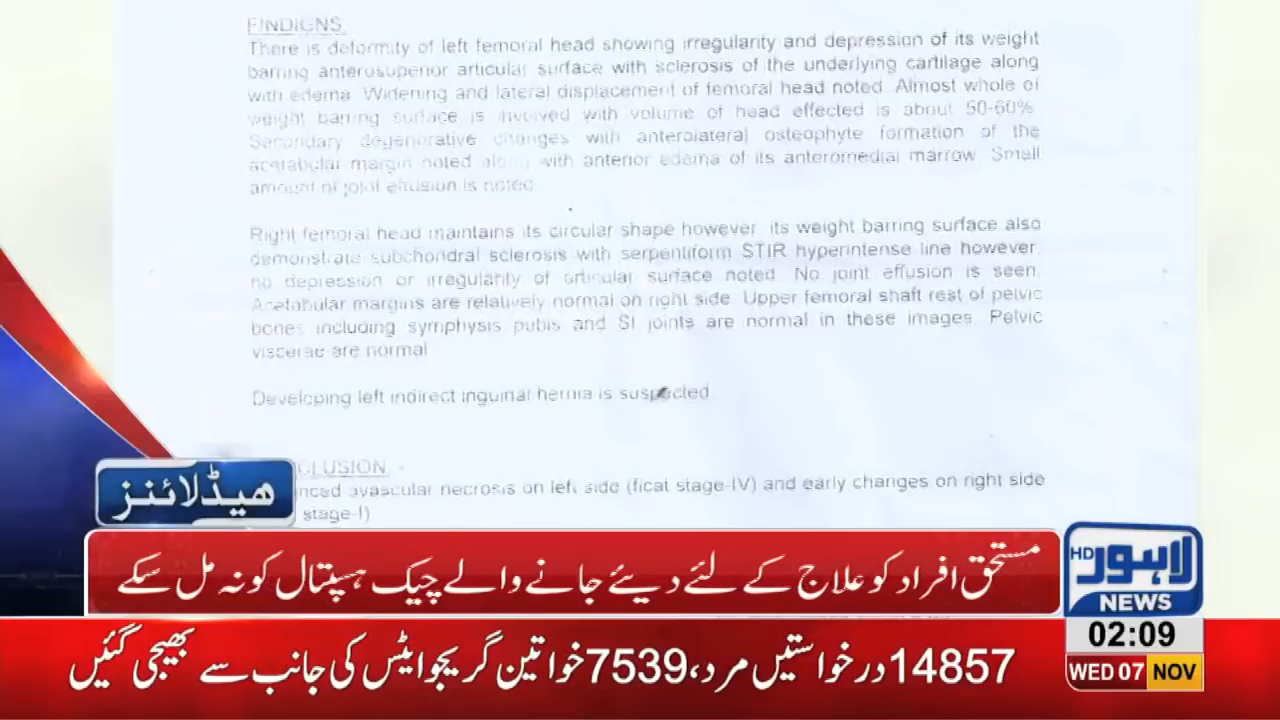 FINDIGNS
There is deformity of left femoral head showing irregularity and depression of its weight
barring anterosuperior articular surface with sclerosis of the underlying cartilage along
with edema. Widening and lateral displacement of femoral head noted. Almost whole of
weight barring surface is involved with volume of head effected is about 50-60%.
Secondary degenerative changes with anterolateral osteophyte formation of the
acetabular margin noted along with anterior edema of its anteromedial marrow. Small
amount of joint effusion is noted.
Right femoral head maintains its circular shape however, its weight barring surface also
demonstrate subchondral sclerosis with serpentiform STIR hyperintense line however,
no depression or irregularity of articular surface noted. No joint effusion is seen.
Acetabular margins are relatively normal on right side. Upper femoral shaft rest of pelvic
bones including symphysis pubis and SI joints are normal in these images. Pelvic
viscerae are normal
Developing left indirect inguinal hernia is suspected.
CLUSION
nced avascular necrosis on left side (ficat stage-IV) and early changes on right side
stage-I)
ھیڈلائنز
مستحق افراد کو علاج کے لئے دیئے جانے والے چیک ہسپتال کو نہ مل سکے
HD لاہور
NEWS
02:09
WED 07 NOV
14857 درخواستیں مرد، 7539 خواتین گریجوایٹس کی جانب سے بھیجی گئیں